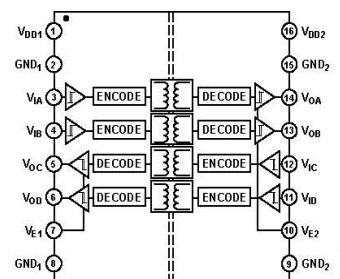 VDD1 1 16 VDD2
GND1 2 15 GND2
VIA 3 ENCODE DECODE 14 VOA
VIB 4 ENCODE DECODE 13 VOB
VOC 5 DECODE ENCODE 12 VIC
VOD 6 DECODE ENCODE 11 VID
VE1 7 10 VE2
GND1 8 9 GND2